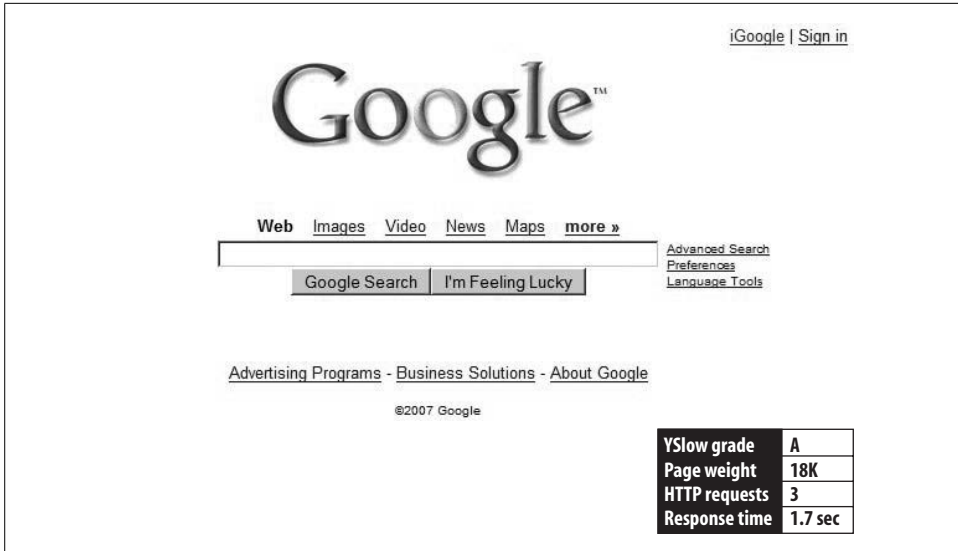 iGoogle | Sign in
Google™
Web Images Video News Maps more »
Advanced Search
Preferences
Language Tools
Google Search I'm Feeling Lucky
Advertising Programs - Business Solutions - About Google
©2007 Google
YSlow grade A
Page weight 18K
HTTP requests 3
Response time 1.7 sec